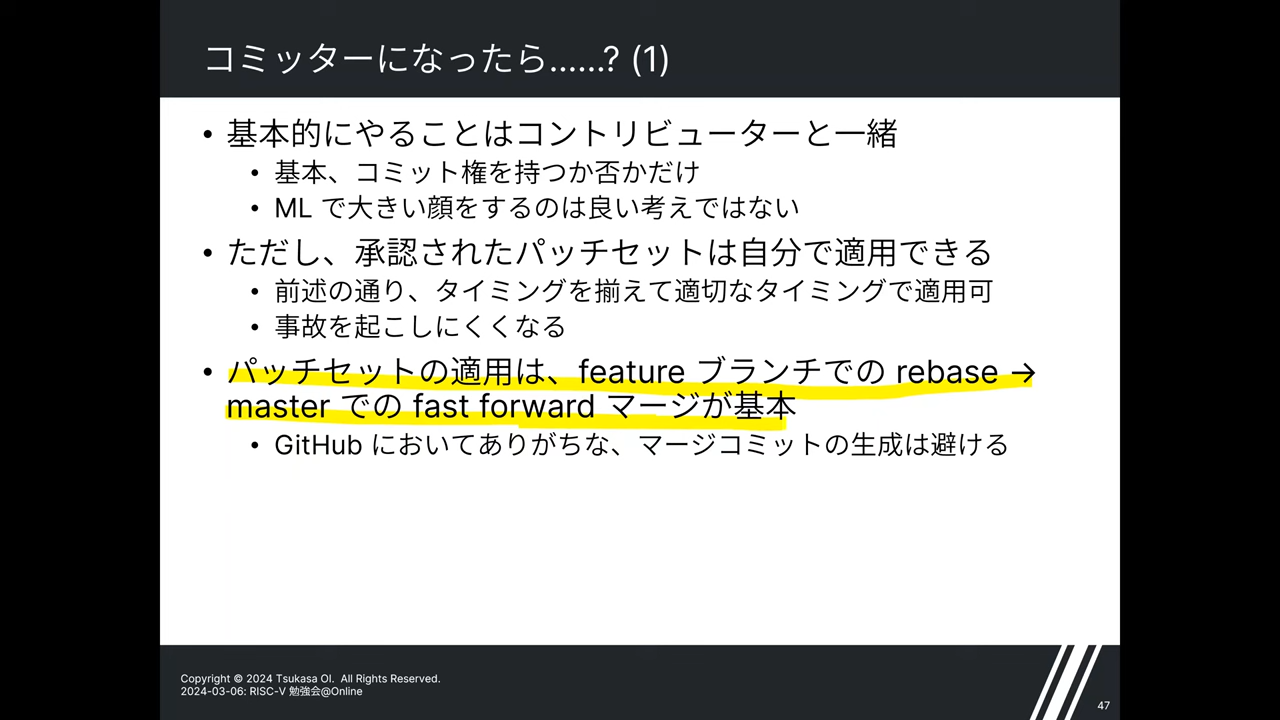 コミッターになったら……? (1)
• 基本的にやることはコントリビューターと一緒
• 基本、コミット権を持つか否かだけ
• ML で大きい顔をするのは良い考えではない
• ただし、承認されたパッチセットは自分で適用できる
• 前述の通り、タイミングを揃えて適切なタイミングで適用可
• 事故を起こしにくくなる
• パッチセットの適用は、feature ブランチでの rebase →
master での fast forward マージが基本
• GitHub においてありがちな、マージコミットの生成は避ける
Copyright © 2024 Tsukasa OI. All Rights Reserved.
2024-03-06: RISC-V 勉強会@Online
47